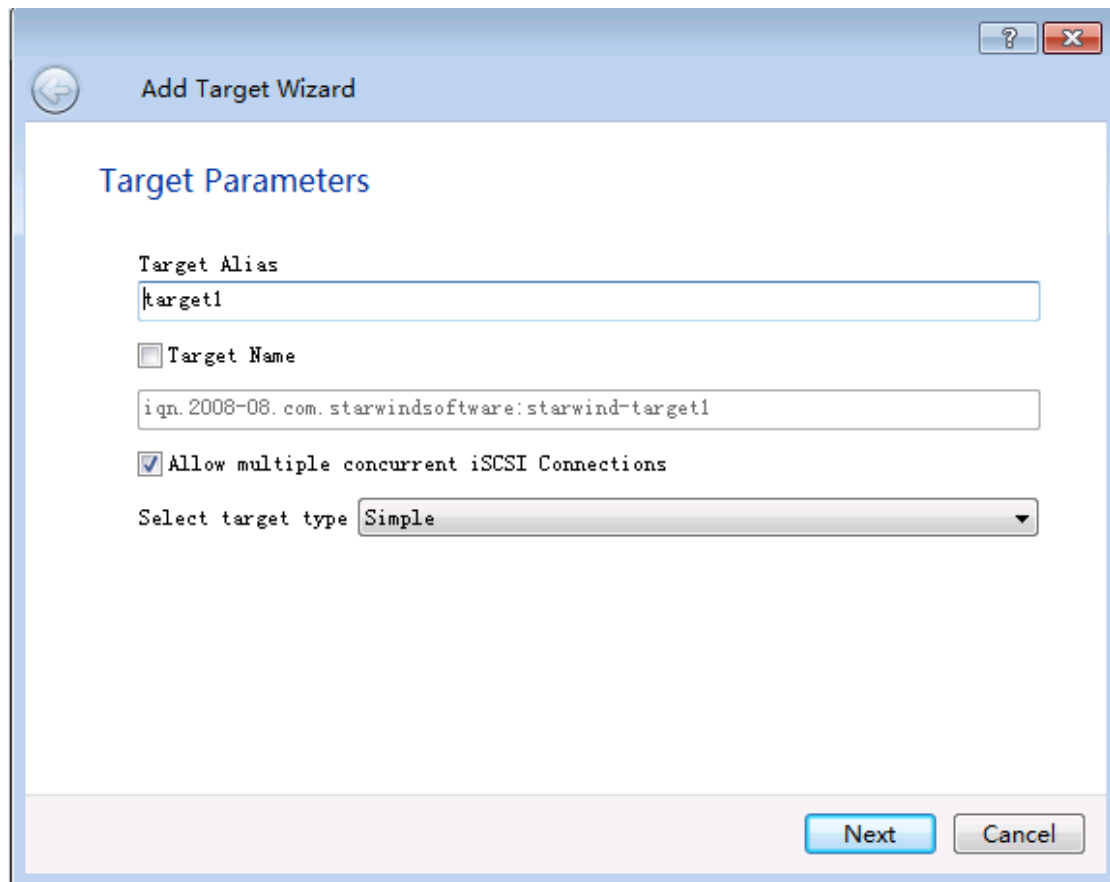 Add Target Wizard
Target Parameters
Target Alias
target1
Target Name
iqn.2008-08.com.starwindsoftware:starwind-target1
Allow multiple concurrent iSCSI Connections
Select target type Simple
Next Cancel